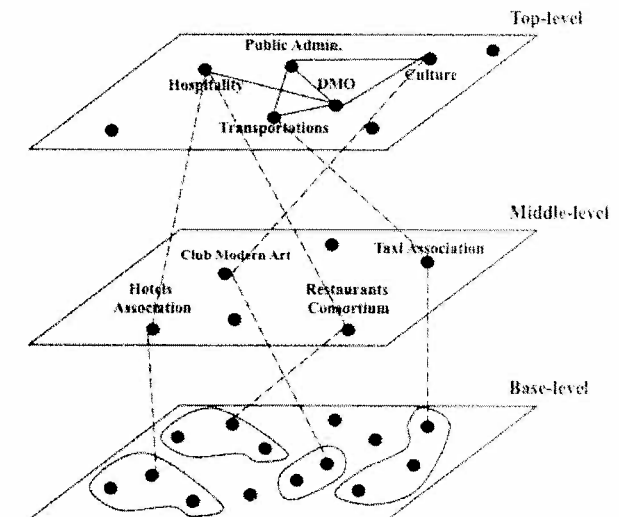 Top-level
Public Admin.
Hospitality
DMO
Culture
Transportations
Middle-level
Club Modern Art
Taxi Association
Hotels
Association
Restaurants
Consortium
Base-level